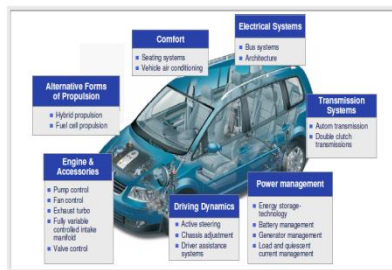 Electrical Systems
Bus systems
Architecture
Comfort
Seating systems
Vehicle air conditioning
Alternative Forms
of Propulsion
Hybrid propulsion
Fuel cell propulsion
Transmission
Systems
Autom transmission
Double clutch
transmissions
Engine &
Accessories
Pump control
Fan control
Exhaust turbo
Fully variable
controlled intake
manifold
Valve control
Driving Dynamics
Active steering
Chassis adjustment
Driver assistance
systems
Power management
Energy storage-
technology
Battery management
Generator management
Load and quiescent
current management